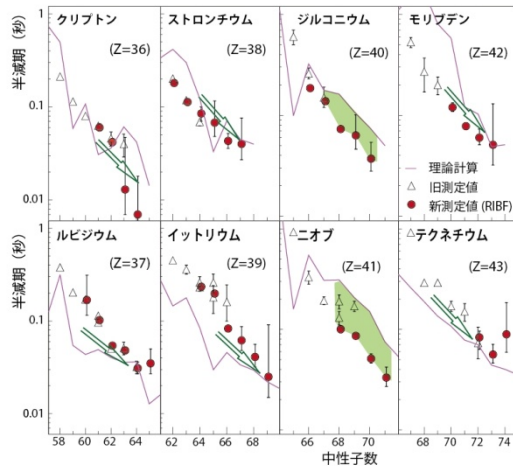 クリプトン
(Z=36)
ストロンチウム
(Z=38)
ジルコニウム
(Z=40)
モリブデン
(Z=42)
半減期(秒)
1
0.1
0.01
理論計算
旧測定値
新測定値(RIBF)
ルビジウム
(Z=37)
イットリウム
(Z=39)
ニオブ
(Z=41)
テクネチウム
(Z=43)
半減期(秒)
0.1
0.01
58 60 62 64
62 64 66 68
66 68 70
68 70 72 74
中性子数